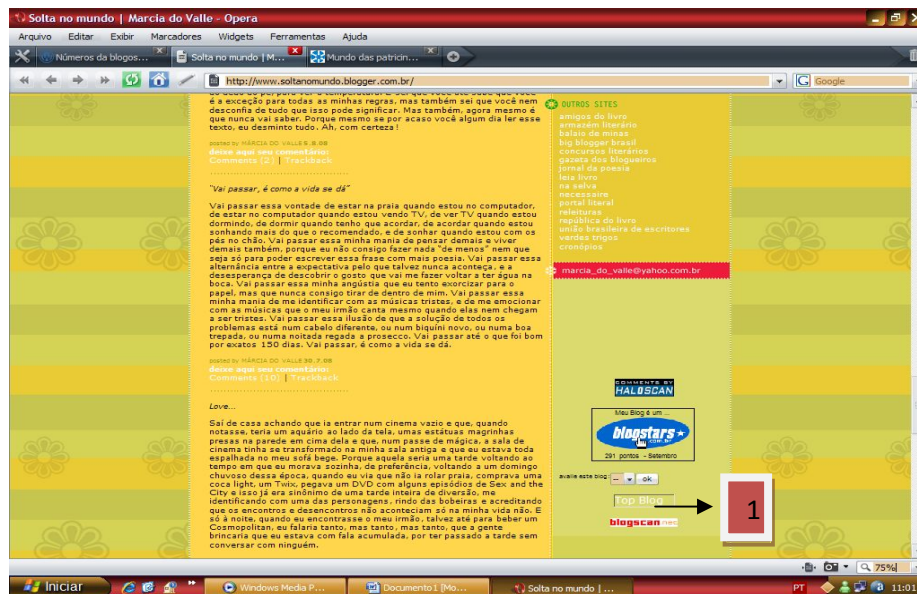 Solta no mundo | Marcia do Valle - Opera
Arquivo Editar Exibir Marcadores Widgets Ferramentas Ajuda
Números da blogos... Solta no mundo | M... Mundo das patricin...
http://www.soltanomundo.blogger.com.br/ Google
é a exceção para todas as minhas regras, mas também sei que você nem
desconfia de tudo que isso pode significar. Mas também, agora mesmo é
que nunca vai saber. Porque mesmo se por acaso você algum dia ler esse
texto, eu desminto tudo. Ah, com certeza!
posted by MÁRCIA DO VALLE 5.8.08
deixe aqui seu comentário:
Comments (2) | Trackback
"Vai passar, é como a vida se dá"
Vai passar essa vontade de estar na praia quando estou no computador,
de estar no computador quando estou vendo TV, de ver TV quando estou
dormindo, de dormir quando tenho que acordar, de acordar quando estou
sonhando mais do que o recomendado, e de sonhar quando estou com os
pés no chão. Vai passar essa minha mania de pensar demais e viver
demais também, porque eu não consigo fazer nada "de menos" nem que
seja só para poder escrever essa frase com mais poesia. Vai passar essa
alternância entre a expectativa pelo que talvez nunca aconteça, e a
desesperança de descobrir o gosto que vai me fazer voltar a ter água na
boca. Vai passar essa minha angústia que eu tento exorcizar para o
papel, mas que nunca consigo tirar de dentro de mim. Vai passar essa
minha mania de me identificar com as músicas tristes, e de me emocionar
com as músicas que o meu irmão canta mesmo quando elas nem chegam
a ser tristes. Vai passar essa ilusão de que a solução de todos os
problemas está num cabelo diferente, ou num biquíni novo, ou numa boa
trepada, ou numa noitada regada a prosecco. Vai passar até o que foi bom
por exatos 150 dias. Vai passar, é como a vida se dá.
posted by MÁRCIA DO VALLE 30.7.08
deixe aqui seu comentário:
Comments (10) | Trackback
Love...
Saí de casa achando que ia entrar num cinema vazio e que, quando
notasse, teria um aquário ao lado da tela, umas estátuas magrinhas
presas na parede em cima dela e que, num passe de mágica, a sala de
cinema tinha se transformado na minha sala antiga e que eu estava toda
espalhada no meu sofá bege. Porque aquela seria uma tarde voltando ao
tempo em que eu morava sozinha, de preferência, voltando a um domingo
chuvoso dessa época, quando eu via que não ia rolar praia, comprava uma
coca light, um Twix, pegava um DVD com alguns episódios de Sex and the
City e isso já era sinônimo de uma tarde inteira de diversão, me
identificando com uma das personagens, rindo das bobeiras e acreditando
que os encontros e desencontros não aconteciam só na minha vida não. E
só à noite, quando eu encontrasse o meu irmão, talvez até para beber um
Cosmopolitan, eu falaria tanto, mas tanto, mas tanto, que a gente
brincaria que eu estava com fala acumulada, por ter passado a tarde sem
conversar com ninguém.
OUTROS SITES
amigos do livro
armazém literário
balaio de minas
big blogger brasil
concursos literários
gazeta dos blogueiros
jornal da poesia
leia livro
na selva
necessaire
portal literal
releituras
república do livro
união brasileira de escritores
verdes trigos
cronópios
marcia_do_valle@yahoo.com.br
COMMENTS BY
HALOSCAN
Meu Blog é um ...
blogstars
.com.br
291 pontos - Setembro
avalie este blog -- ok
Top Blog
blogscan.net
1
75%
Iniciar Windows Media P... Documento1 [Mo... Solta no mundo | ... PT 11:01